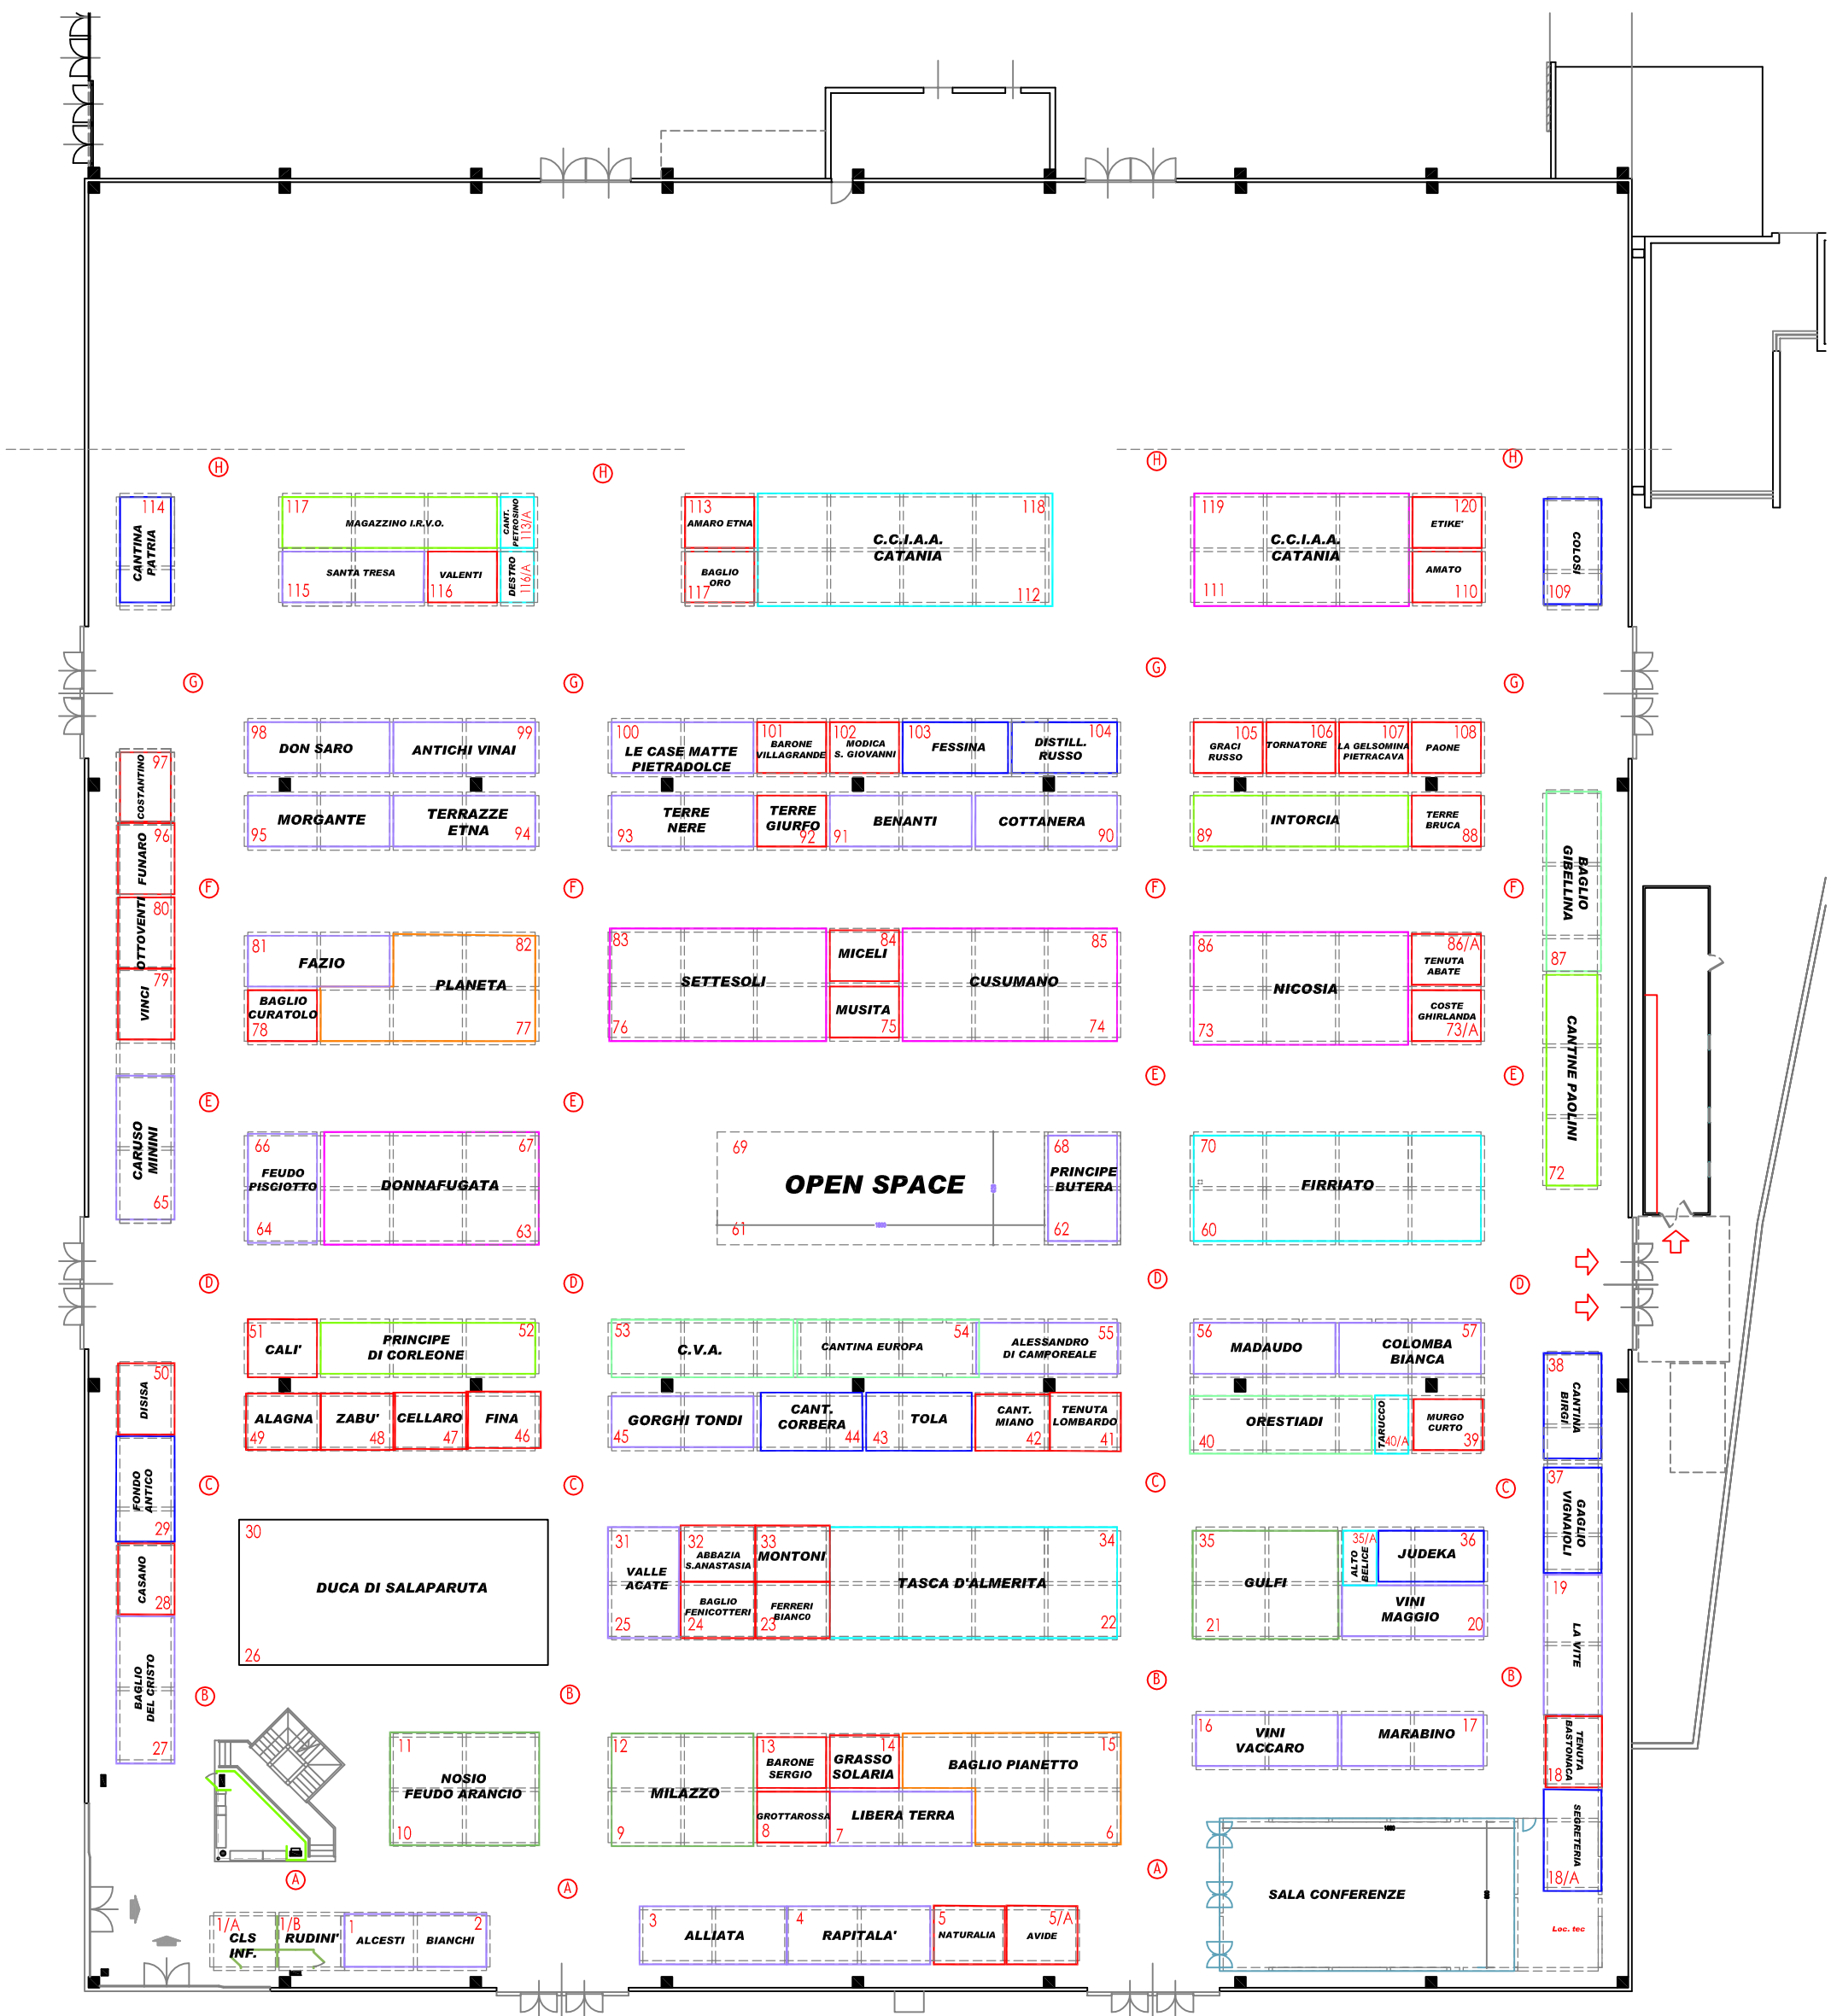 H
H
H
H
114
CANTINA
PATRIA
117
MAGAZZINO I.R.V.O.
CANT.
PETROSINO
113/A
SANTA TRESA
115
VALENTI
116
DESTRO
116/A
113
AMARO ETNA
BAGLIO
ORO
117
118
C.C.I.A.A.
CATANIA
112
119
C.C.I.A.A.
CATANIA
111
120
ETIKE'
AMATO
110
COLOSI
109
G
G
G
G
98
DON SARO
99
ANTICHI VINAI
100
LE CASE MATTE
PIETRADOLCE
101
BARONE
VILLAGRANDE
102
MODICA
S. GIOVANNI
103
FESSINA
104
DISTILL.
RUSSO
105
GRACI
RUSSO
106
TORNATORE
107
LA GELSOMINA
PIETRACAVA
108
PAONE
97
COSTANTINO
96
FUNARO
80
OTTOVENTI
79
VINCI
MORGANTE
95
TERRAZZE
ETNA
94
TERRE
NERE
93
TERRE
GIURFO
92
BENANTI
91
COTTANERA
90
INTORCIA
89
TERRE
BRUCA
88
BAGLIO
GIBELLINA
87
F
F
F
F
81
FAZIO
82
PLANETA
77
BAGLIO
CURATOLO
78
83
SETTESOLI
76
84
MICELI
MUSITA
75
85
CUSUMANO
74
86
NICOSIA
73
86/A
TENUTA
ABATE
COSTE
GHIRLANDA
73/A
CANTINE PAOLINI
72
E
E
E
E
CARUSO
MININI
65
66
FEUDO
PISCIOTTO
64
67
DONNAFUGATA
63
69
OPEN SPACE
61
68
PRINCIPE
BUTERA
62
70
FIRRIATO
60
D
D
D
D
51
CALI'
52
PRINCIPE
DI CORLEONE
53
C.V.A.
54
CANTINA EUROPA
55
ALESSANDRO
DI CAMPOREALE
56
MADAUDO
57
COLOMBA
BIANCA
50
DISISA
ALAGNA
49
ZABU'
48
CELLARO
47
FINA
46
GORGHI TONDI
45
CANT.
CORBERA
44
TOLA
43
CANT.
MIANO
42
TENUTA
LOMBARDO
41
ORESTIADI
40
TARUCCO
40/A
MURGO
CURTO
39
38
CANTINA
BIRGI
C
C
C
C
FONDO
ANTICO
29
37
GAGLIO
VIGNAIOLI
30
DUCA DI SALAPARUTA
26
31
VALLE
ACATE
25
32
ABBAZIA
S.ANASTASIA
33
MONTONI
BAGLIO
FENICOTTERI
24
FERRERI
BIANCO
23
34
TASCA D'ALMERITA
22
35
GULFI
21
35/A
ALTO
BELICE
36
JUDEKA
VINI
MAGGIO
20
CASANO
28
19
LA VITE
BAGLIO
DEL CRISTO
27
B
B
B
B
11
NOSIO
FEUDO ARANCIO
10
12
MILAZZO
9
13
BARONE
SERGIO
14
GRASSO
SOLARIA
15
BAGLIO PIANETTO
6
GROTTAROSSA
8
LIBERA TERRA
7
16
VINI
VACCARO
17
MARABINO
TENUTA
BASTONACA
18
SEGRETERIA
18/A
A
A
A
1/A
CLS
INF.
1/B
RUDINI'
1
ALCESTI
2
BIANCHI
3
ALLIATA
4
RAPITALA'
5
NATURALIA
5/A
AVIDE
SALA CONFERENZE
Loc. tec